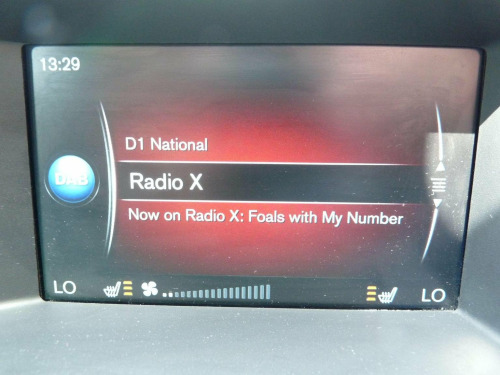 13:29
D1 National
DAB
Radio X
Now on Radio X: Foals with My Number
LO
LO